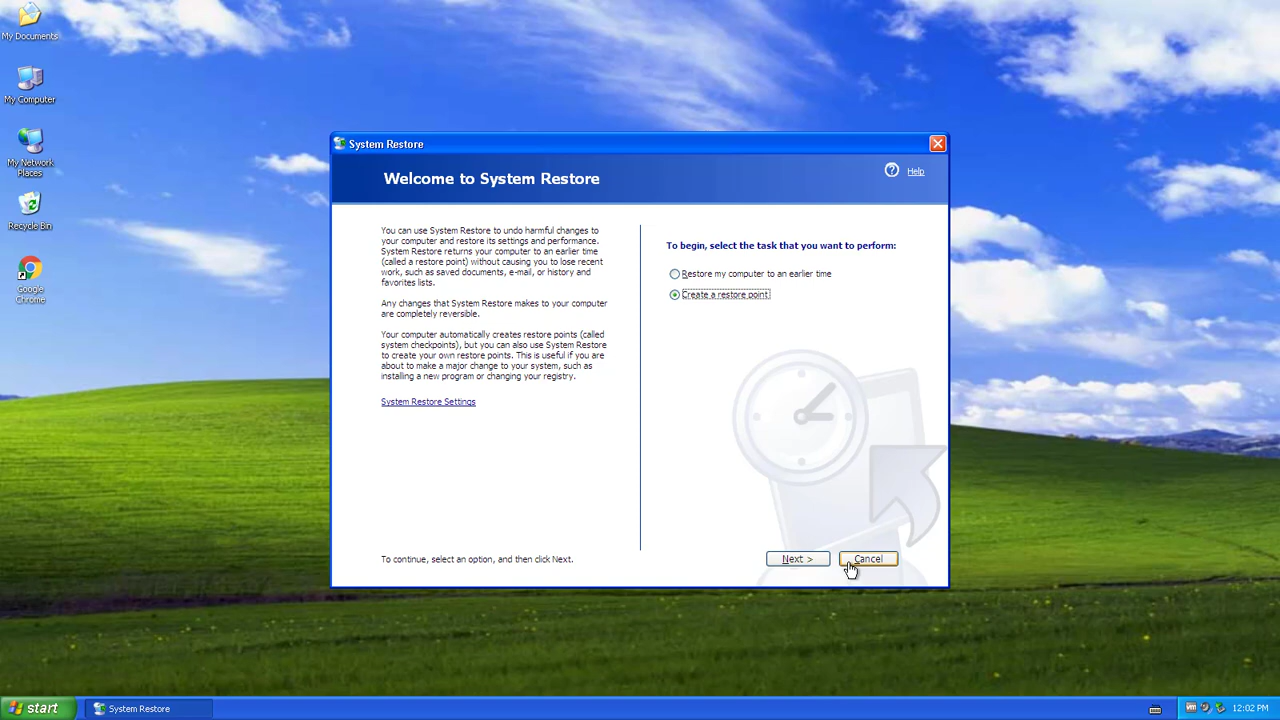 My Documents
My Computer
My Network
Places
Recycle Bin
Google
Chrome
System Restore
Welcome to System Restore
? Help
You can use System Restore to undo harmful changes to
your computer and restore its settings and performance.
System Restore returns your computer to an earlier time
(called a restore point) without causing you to lose recent
work, such as saved documents, e-mail, or history and
favorites lists.
Any changes that System Restore makes to your computer
are completely reversible.
Your computer automatically creates restore points (called
system checkpoints), but you can also use System Restore
to create your own restore points. This is useful if you are
about to make a major change to your system, such as
installing a new program or changing your registry.
System Restore Settings
To begin, select the task that you want to perform:
Restore my computer to an earlier time
Create a restore point
To continue, select an option, and then click Next.
Next >
Cancel
start
System Restore
12:02 PM